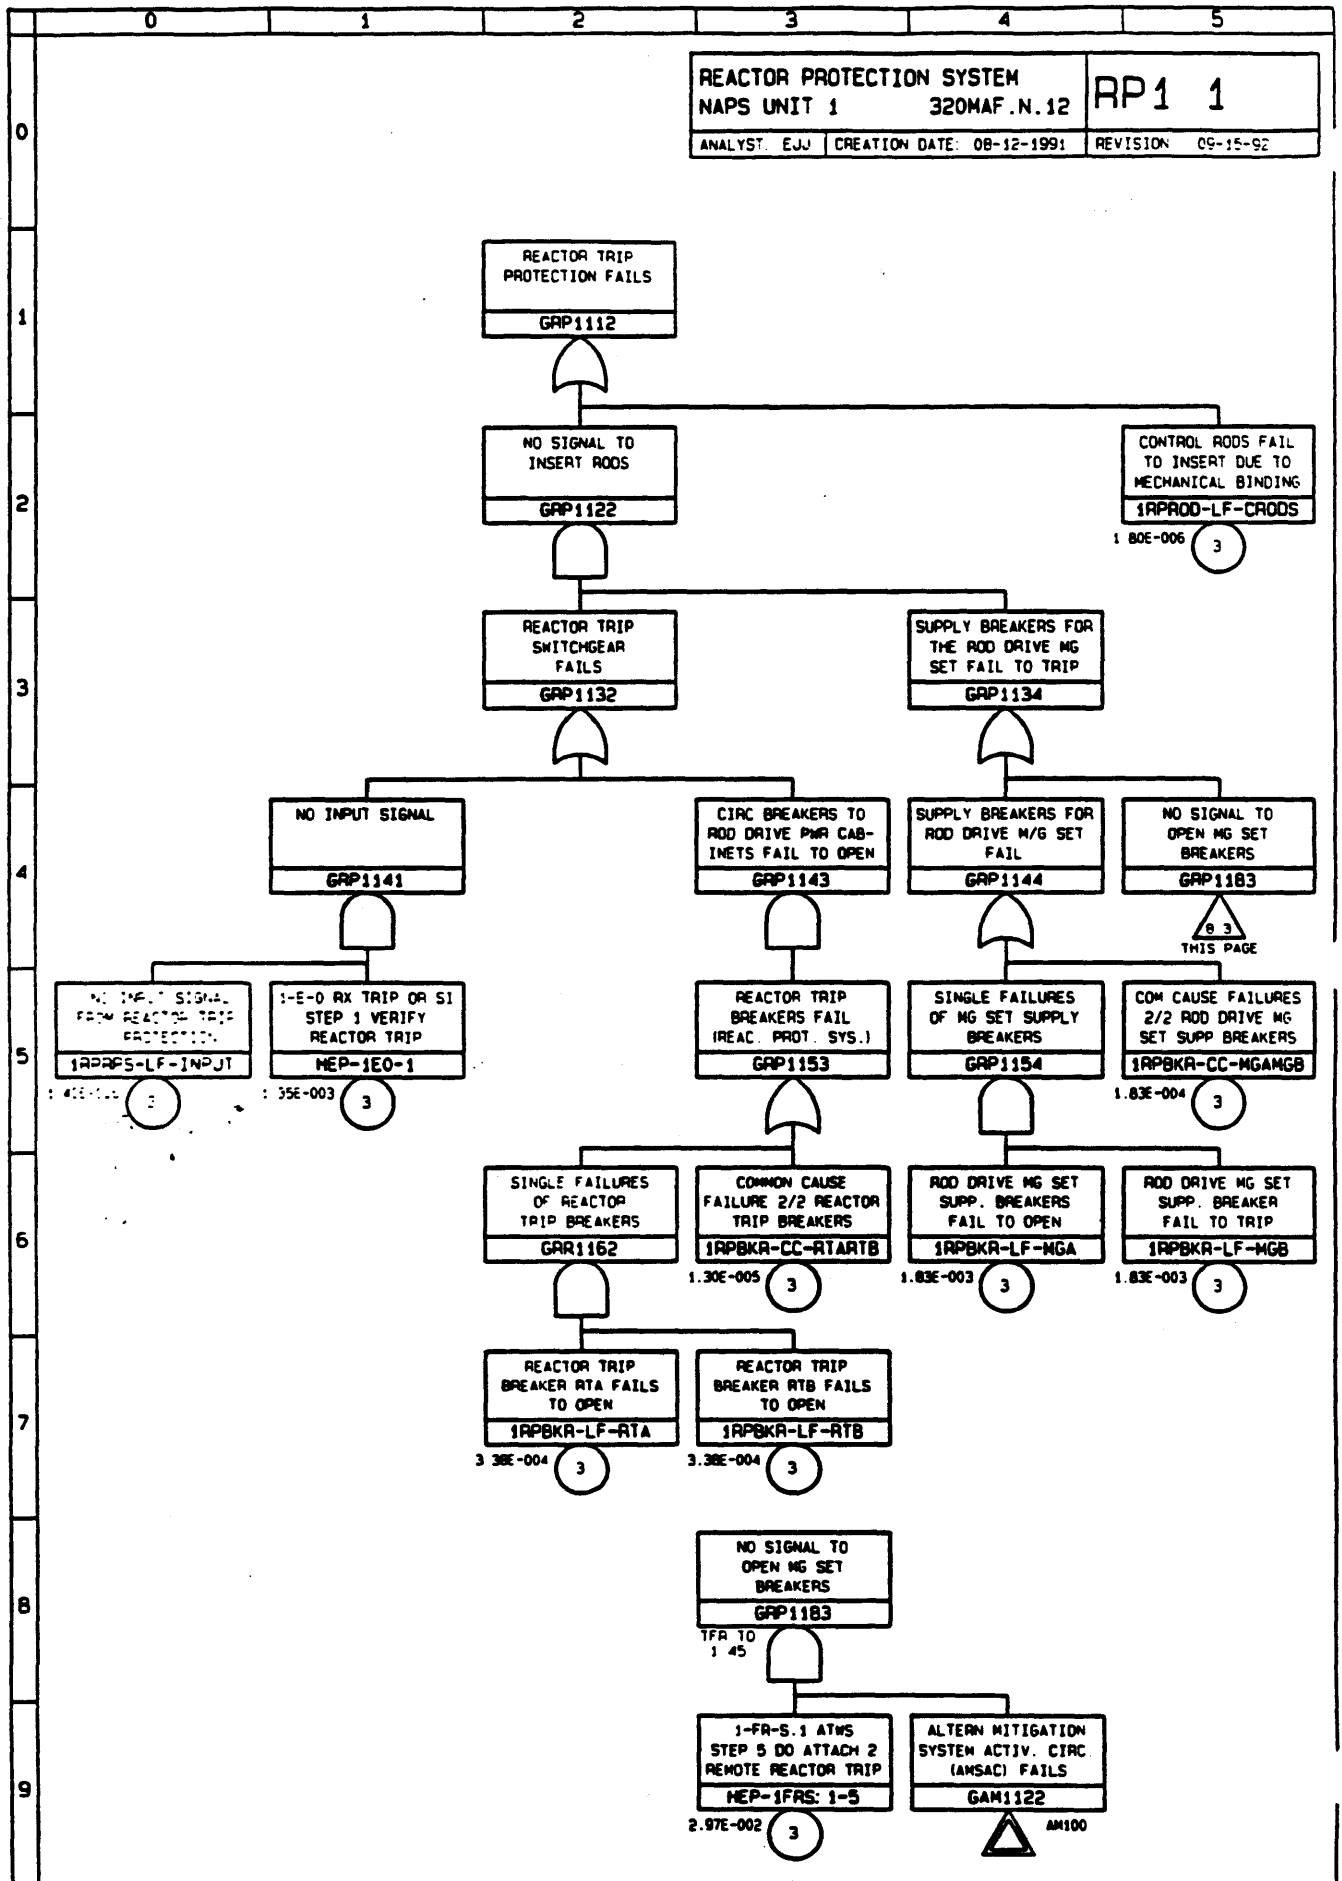 0 1 2 3 4 5
REACTOR PROTECTION SYSTEM
NAPS UNIT 1 320MAF.N.12
RP1 1
ANALYST: EJJ CREATION DATE: 08-12-1991 REVISION 09-15-92
0
REACTOR TRIP
PROTECTION FAILS
GRP1112
1
NO SIGNAL TO
INSERT RODS
GRP1122
CONTROL RODS FAIL
TO INSERT DUE TO
MECHANICAL BINDING
1RPROD-LF-CRODS
1 80E-006
3
2
REACTOR TRIP
SWITCHGEAR
FAILS
GRP1132
SUPPLY BREAKERS FOR
THE ROD DRIVE MG
SET FAIL TO TRIP
GRP1134
3
NO INPUT SIGNAL
GRP1141
CIRC BREAKERS TO
ROD DRIVE PWR CAB-
INETS FAIL TO OPEN
GRP1143
SUPPLY BREAKERS FOR
ROD DRIVE M/G SET
FAIL
GRP1144
NO SIGNAL TO
OPEN MG SET
BREAKERS
GRP1183
8 3
THIS PAGE
4
NO INPUT SIGNAL
FROM REACTOR TRIP
PROTECTION
1RPRPS-LF-INPUT
3
1-E-0 RX TRIP OR SI
STEP 1 VERIFY
REACTOR TRIP
HEP-1E0-1
35E-003
3
REACTOR TRIP
BREAKERS FAIL
(REAC. PROT. SYS.)
GRP1153
SINGLE FAILURES
OF MG SET SUPPLY
BREAKERS
GRP1154
COM CAUSE FAILURES
2/2 ROD DRIVE MG
SET SUPP BREAKERS
1RPBKR-CC-MGAMGB
1.83E-004
3
5
SINGLE FAILURES
OF REACTOR
TRIP BREAKERS
GRR1162
COMMON CAUSE
FAILURE 2/2 REACTOR
TRIP BREAKERS
1RPBKR-CC-RTARTB
1.30E-005
3
ROD DRIVE MG SET
SUPP. BREAKERS
FAIL TO OPEN
1RPBKR-LF-MGA
1.83E-003
3
ROD DRIVE MG SET
SUPP. BREAKER
FAIL TO TRIP
1RPBKR-LF-MGB
1.83E-003
3
6
REACTOR TRIP
BREAKER RTA FAILS
TO OPEN
1RPBKR-LF-RTA
3 38E-004
3
REACTOR TRIP
BREAKER RTB FAILS
TO OPEN
1RPBKR-LF-RTB
3.38E-004
3
7
NO SIGNAL TO
OPEN MG SET
BREAKERS
GRP1183
TFR TO
1 45
8
1-FR-S.1 ATWS
STEP 5 DO ATTACH 2
REMOTE REACTOR TRIP
HEP-1FRS: 1-5
2.97E-002
3
ALTERN MITIGATION
SYSTEM ACTIV. CIRC.
(AMSAC) FAILS
GAM1122
AM100
9